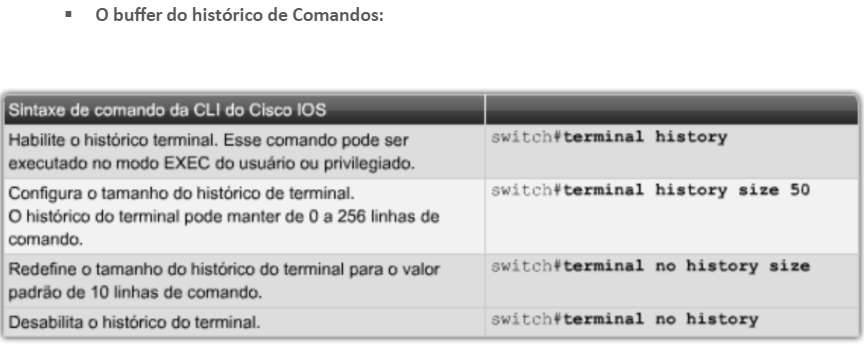 ▪ O buffer do histórico de Comandos:
Sintaxe de comando da CLI do Cisco IOS
Habilite o histórico terminal. Esse comando pode ser
executado no modo EXEC do usuário ou privilegiado.
switch#terminal history
Configura o tamanho do histórico de terminal.
O histórico do terminal pode manter de 0 a 256 linhas de
comando.
switch#terminal history size 50
Redefine o tamanho do histórico do terminal para o valor
padrão de 10 linhas de comando.
switch#terminal no history size
Desabilita o histórico do terminal.
switch#terminal no history